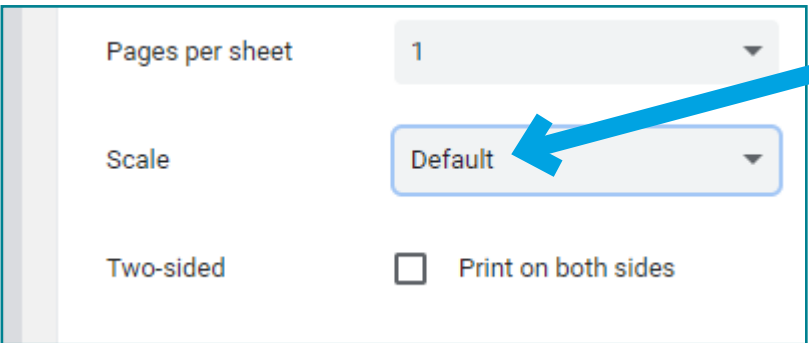 Pages per sheet 1
Scale Default
Two-sided Print on both sides